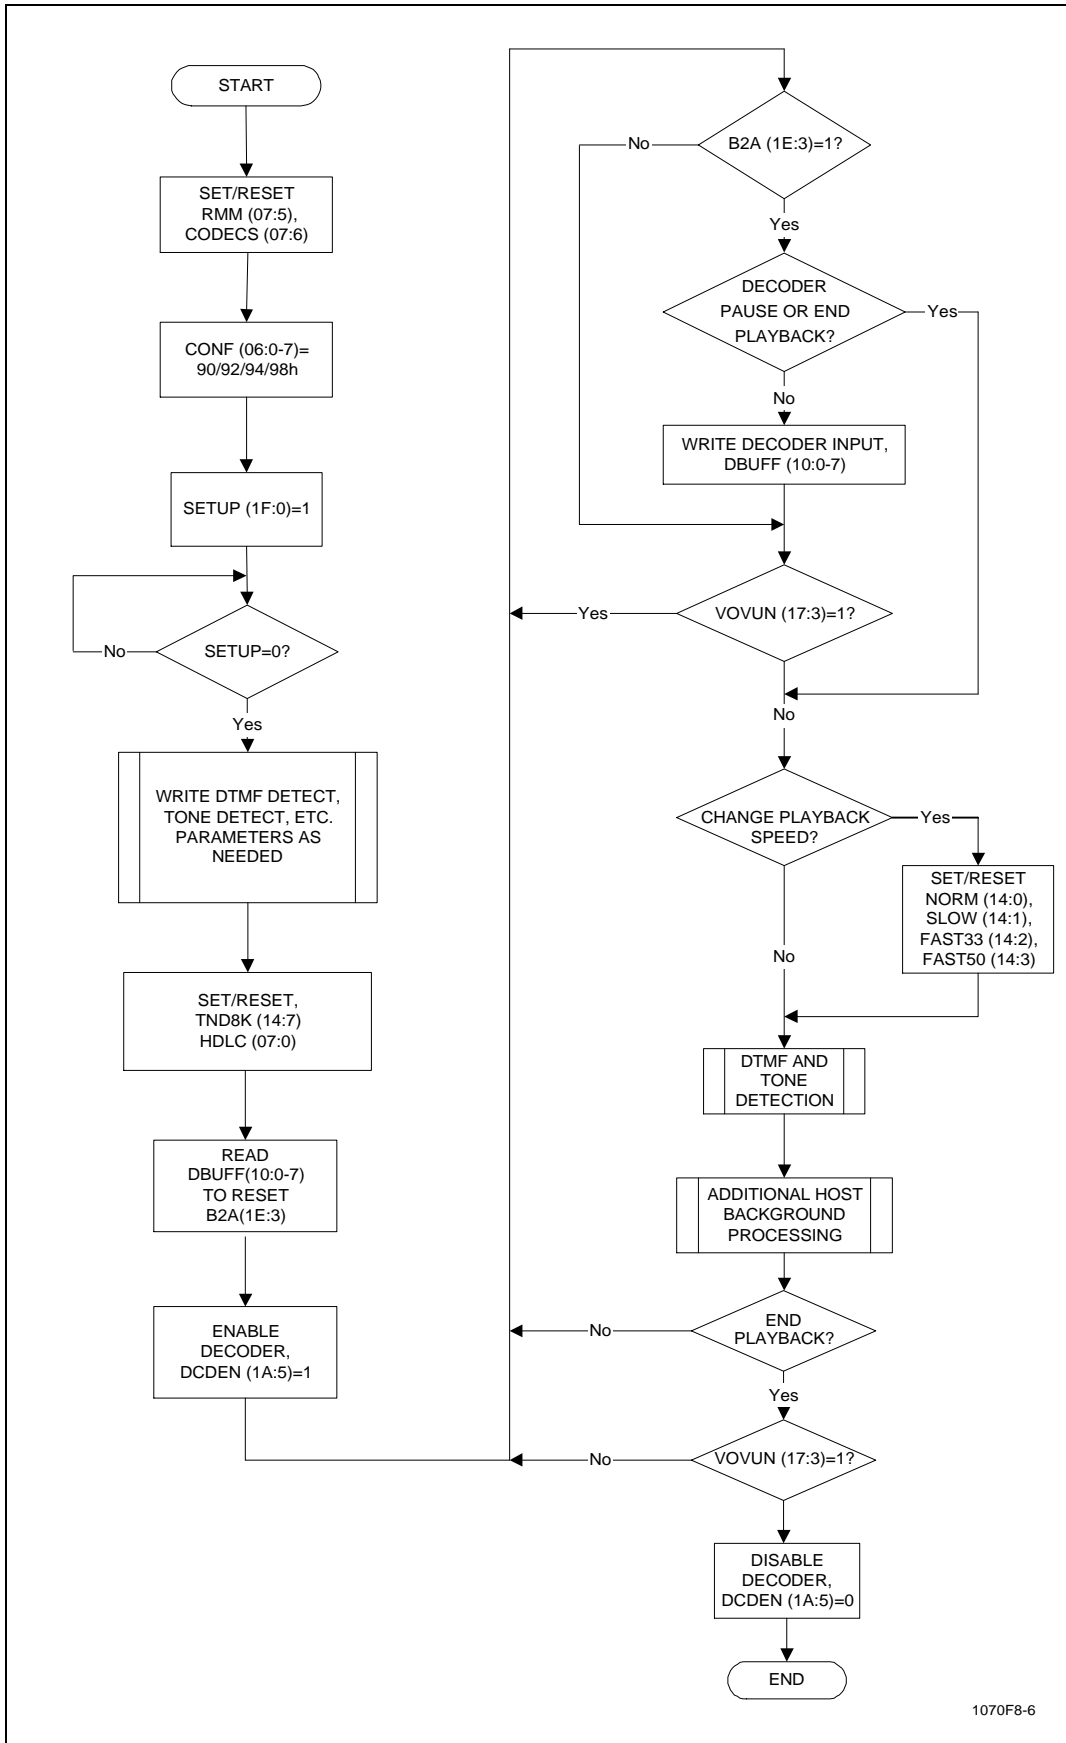 START
SET/RESET
RMM (07:5),
CODECS (07:6)
CONF (06:0-7)=
90/92/94/98h
SETUP (1F:0)=1
SETUP=0?
No
Yes
WRITE DTMF DETECT,
TONE DETECT, ETC.
PARAMETERS AS
NEEDED
SET/RESET,
TND8K (14:7)
HDLC (07:0)
READ
DBUFF(10:0-7)
TO RESET
B2A(1E:3)
ENABLE
DECODER,
DCDEN (1A:5)=1
B2A (1E:3)=1?
No
Yes
DECODER
PAUSE OR END
PLAYBACK?
Yes
No
WRITE DECODER INPUT,
DBUFF (10:0-7)
VOVUN (17:3)=1?
Yes
No
CHANGE PLAYBACK
SPEED?
Yes
SET/RESET
NORM (14:0),
SLOW (14:1),
FAST33 (14:2),
FAST50 (14:3)
No
DTMF AND
TONE
DETECTION
ADDITIONAL HOST
BACKGROUND
PROCESSING
END
PLAYBACK?
No
Yes
VOVUN (17:3)=1?
No
DISABLE
DECODER,
DCDEN (1A:5)=0
END
1070F8-6